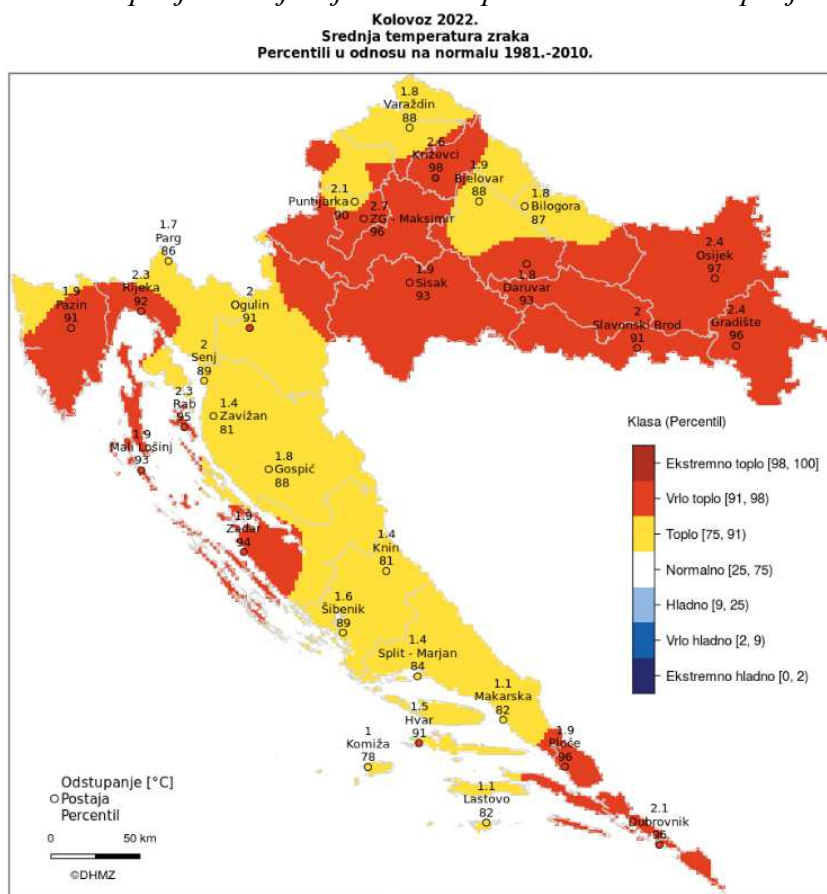 Kolovoz 2022.
Srednja temperatura zraka
Percentili u odnosu na normalu 1981.-2010.
1.8
Varaždin
88
2.6
Križevci
98
1.9
Bjelovar
88
2.1
Puntijarka
90
2.7
ZG - Maksimir
96
1.8
Bilogora
87
1.7
Parg
86
2.4
Osijek
97
1.9
Pazin
91
2.3
Rijeka
92
2
Ogulin
91
1.9
Sisak
93
1.8
Daruvar
93
2
Slavonski Brod
91
2.4
Gradište
96
2
Senj
89
2.3
Rab
95
1.4
Zavižan
81
1.9
Mali Lošinj
93
1.8
Gospić
88
1.9
Zadar
94
1.4
Knin
81
1.6
Šibenik
89
1.4
Split - Marjan
84
1.1
Makarska
82
1.5
Hvar
91
1
Komiža
78
1.9
Ploče
96
1.1
Lastovo
82
2.1
Dubrovnik
96
Klasa (Percentil)
Ekstremno toplo [98, 100]
Vrlo toplo [91, 98)
Toplo [75, 91)
Normalno [25, 75)
Hladno [9, 25)
Vrlo hladno [2, 9)
Ekstremno hladno [0, 2)
Odstupanje [°C]
Postaja
Percentil
0 50 km
©DHMZ